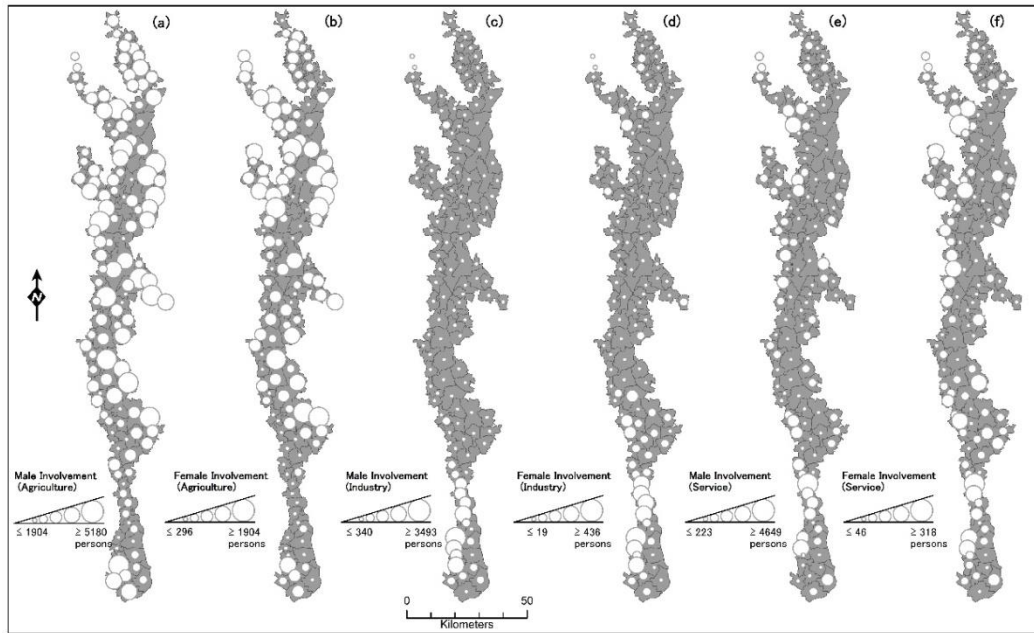 (a) (b) (c) (d) (e) (f)
N
Male Involvement Female Involvement Male Involvement Female Involvement Male Involvement Female Involvement
(Agriculture) (Agriculture) (Industry) (Industry) (Service) (Service)
≤ 1904 ≥ 5180 ≤ 296 ≥ 1904 ≤ 340 ≥ 3493 ≤ 19 ≥ 436 ≤ 223 ≥ 4649 ≤ 46 ≥ 318
persons persons persons persons persons persons
0 50
Kilometers